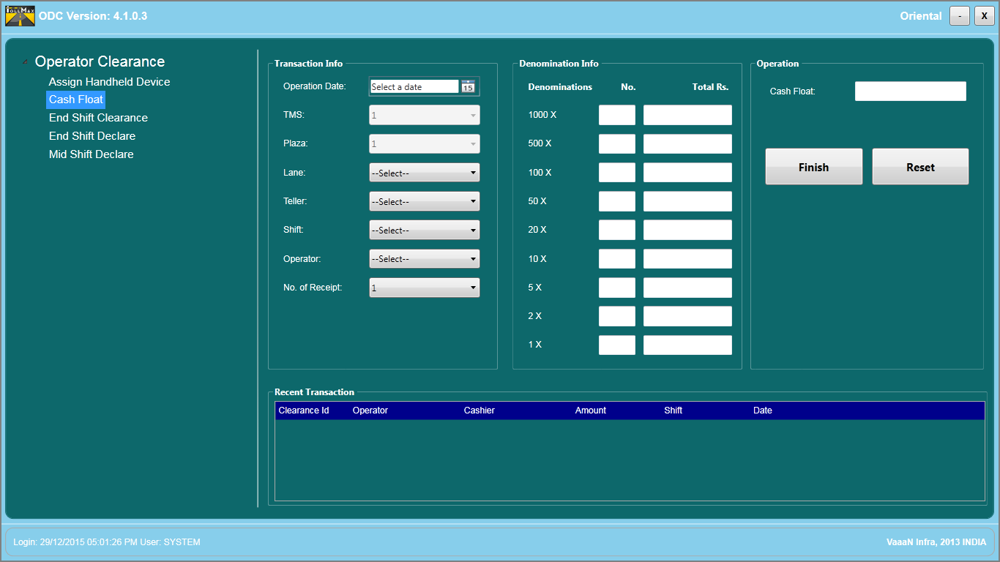 TOLLMAX
ODC Version: 4.1.0.3
Oriental
-
X
Operator Clearance
Assign Handheld Device
Cash Float
End Shift Clearance
End Shift Declare
Mid Shift Declare
Transaction Info
Operation Date: Select a date 15
TMS: 1
Plaza: 1
Lane: --Select--
Teller: --Select--
Shift: --Select--
Operator: --Select--
No. of Receipt: 1
Denomination Info
Denominations No. Total Rs.
1000 X
500 X
100 X
50 X
20 X
10 X
5 X
2 X
1 X
Operation
Cash Float:
Finish Reset
Recent Transaction
Clearance Id Operator Cashier Amount Shift Date
Login: 29/12/2015 05:01:26 PM User: SYSTEM
VaaaN Infra, 2013 INDIA